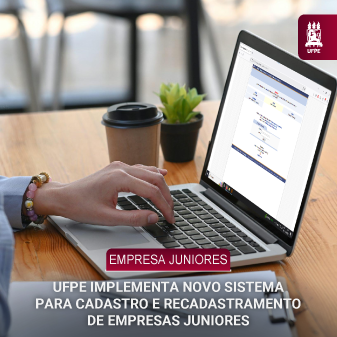 UFPE
EMPRESA JUNIORES
UFPE IMPLEMENTA NOVO SISTEMA
PARA CADASTRO E RECADASTRAMENTO
DE EMPRESAS JUNIORES